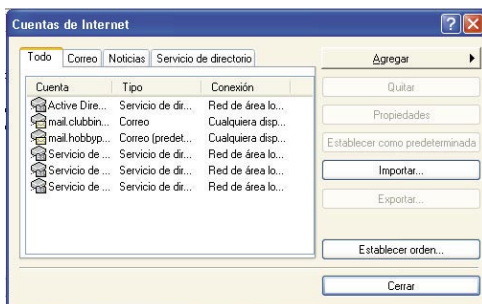 Cuentas de Internet
Todo Correo Noticias Servicio de directorio
Cuenta Tipo Conexión
Active Dire... Servicio de dir... Red de área lo...
mail.clubbin... Correo Cualquiera disp...
mail.hobbyp... Correo (predet... Cualquiera disp...
Servicio de ... Servicio de dir... Red de área lo...
Servicio de ... Servicio de dir... Red de área lo...
Servicio de ... Servicio de dir... Red de área lo...
Agregar
Quitar
Propiedades
Establecer como predeterminada
Importar...
Exportar...
Establecer orden...
Cerrar